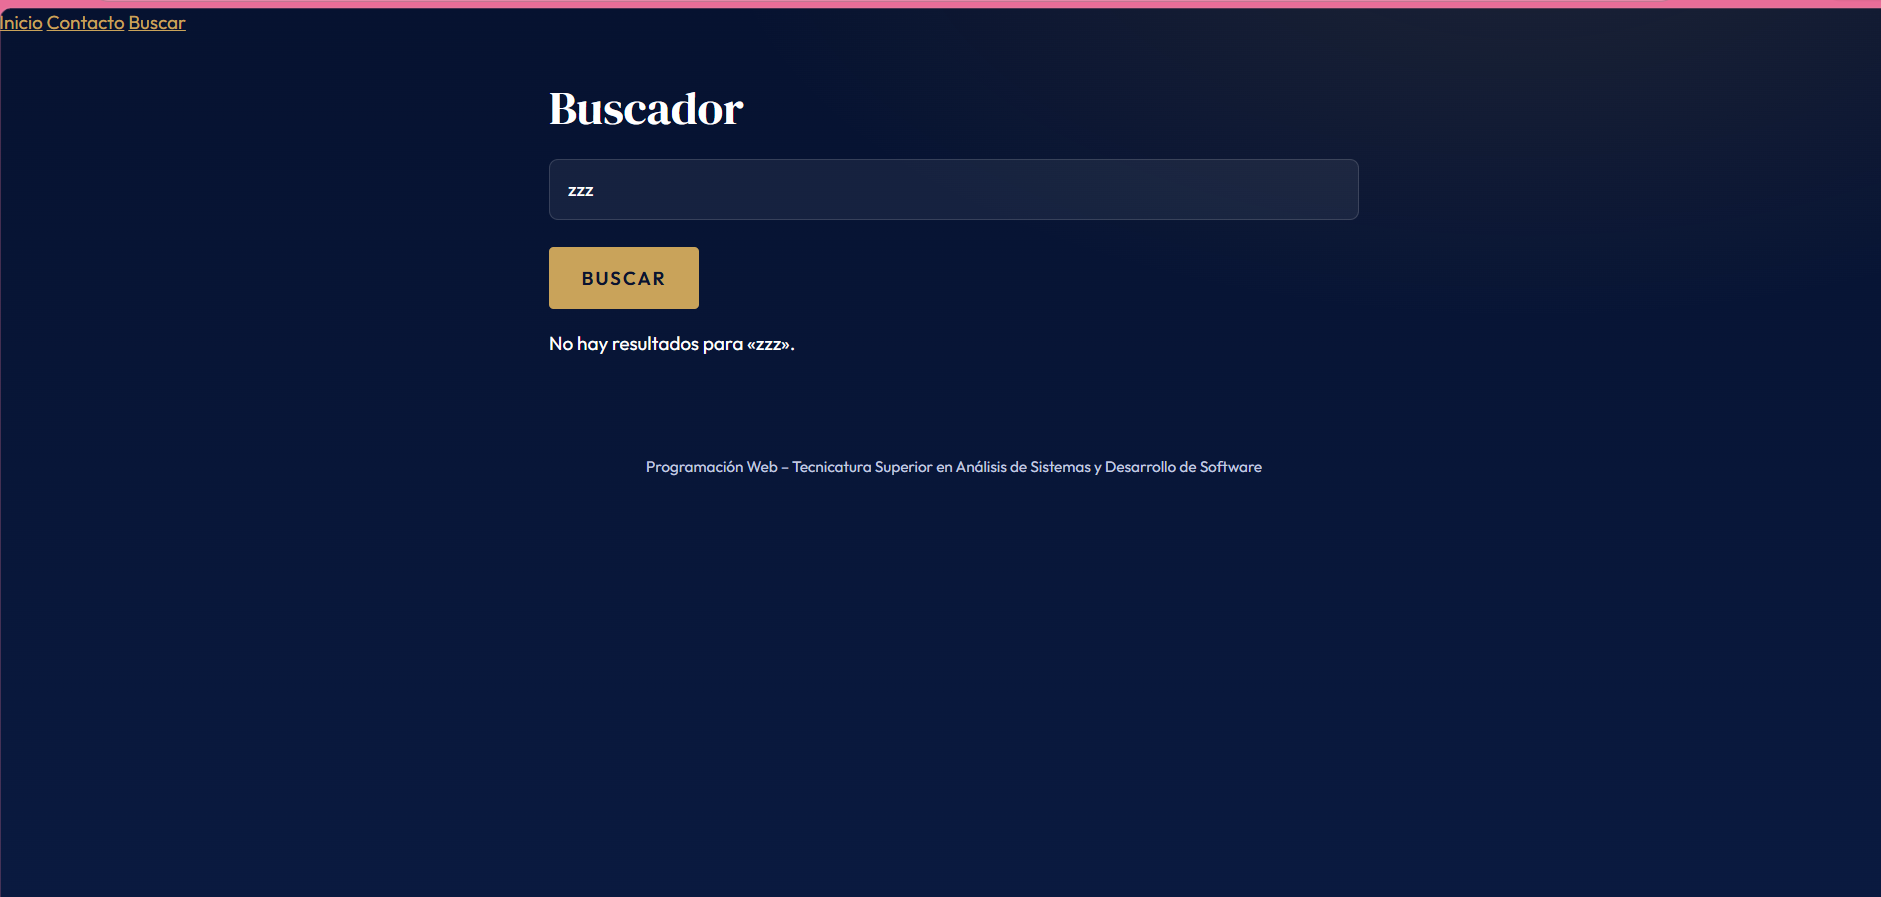 Inicio Contacto Buscar
Buscador
zzz
BUSCAR
No hay resultados para «zzz».
Programación Web – Tecnicatura Superior en Análisis de Sistemas y Desarrollo de Software